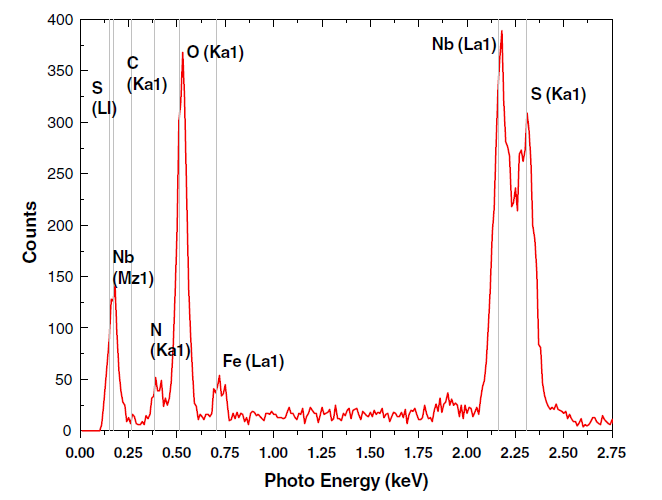 400
350
300
250
200
150
100
50
0
Counts
S
(Ll)
C
(Ka1)
O (Ka1)
Nb (La1)
S (Ka1)
Nb
(Mz1)
N
(Ka1)
Fe (La1)
0.00 0.25 0.50 0.75 1.00 1.25 1.50 1.75 2.00 2.25 2.50 2.75
Photo Energy (keV)